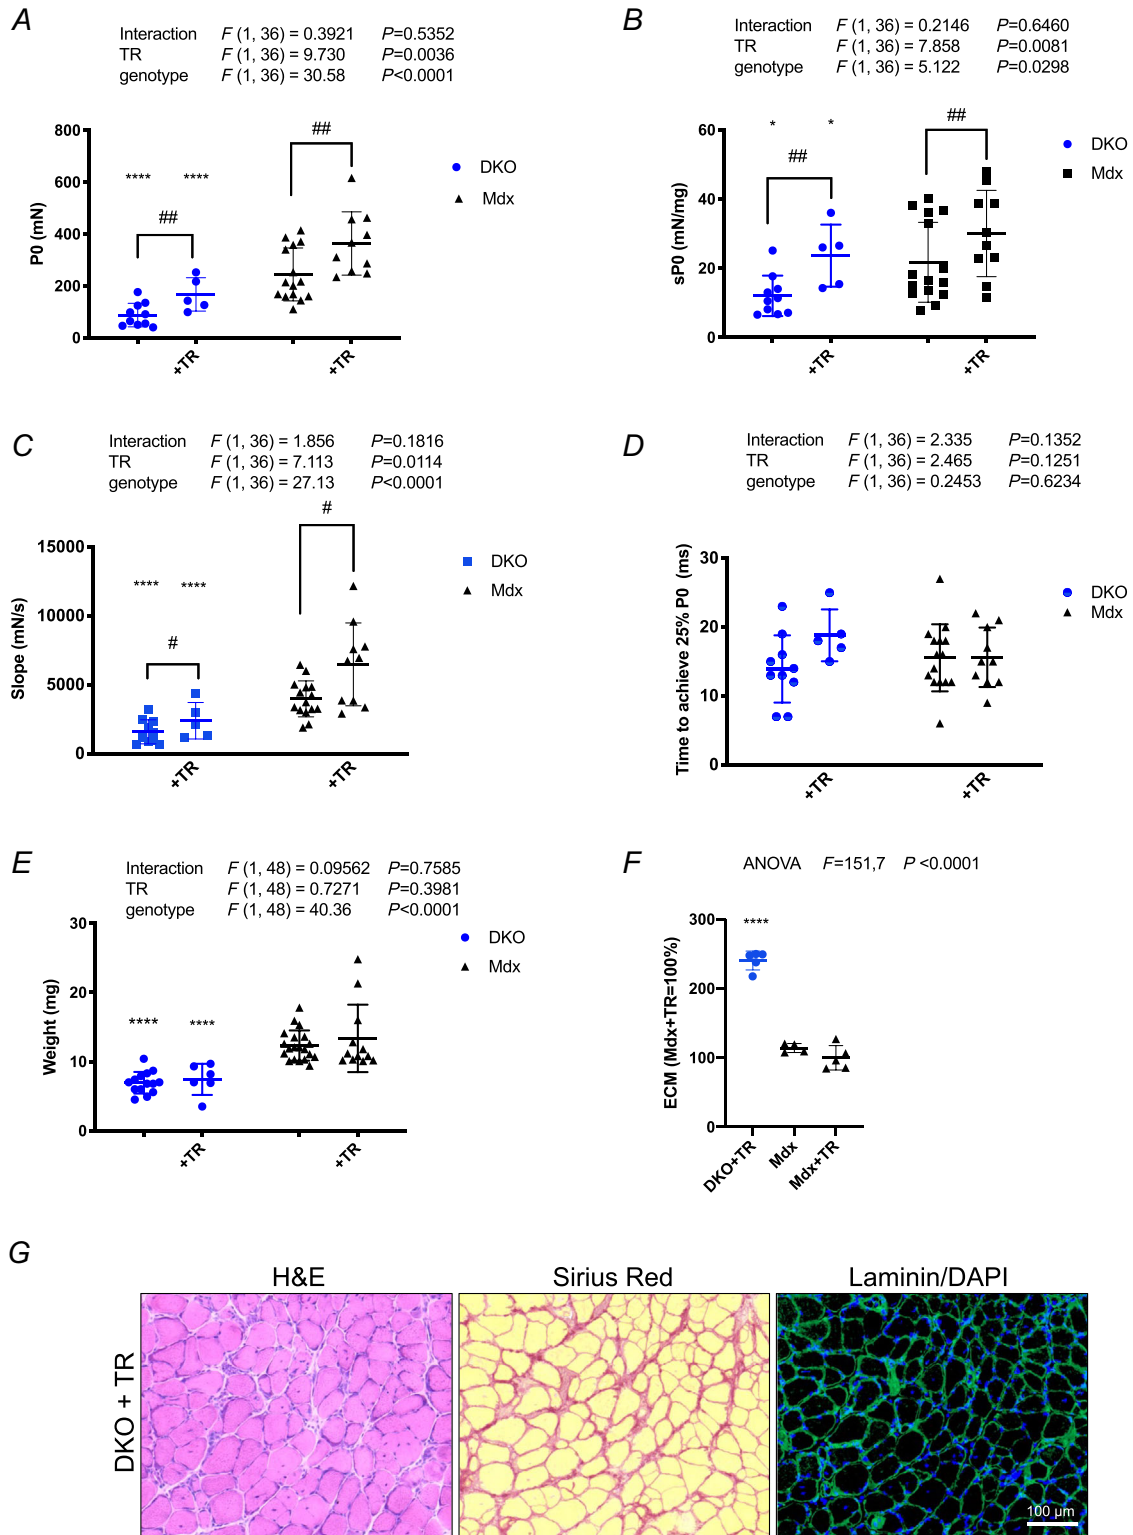 A
Interaction F (1, 36) = 0.3921 P=0.5352
TR F (1, 36) = 9.730 P=0.0036
genotype F (1, 36) = 30.58 P<0.0001
P0 (mN)
800
600
400
200
0
****
****
##
##
+TR
+TR
DKO
Mdx
B
Interaction F (1, 36) = 0.2146 P=0.6460
TR F (1, 36) = 7.858 P=0.0081
genotype F (1, 36) = 5.122 P=0.0298
sP0 (mN/mg)
60
40
20
0
*
*
##
##
+TR
+TR
DKO
Mdx
C
Interaction F (1, 36) = 1.856 P=0.1816
TR F (1, 36) = 7.113 P=0.0114
genotype F (1, 36) = 27.13 P<0.0001
Slope (mN/s)
15000
10000
5000
0
****
****
#
#
+TR
+TR
DKO
Mdx
D
Interaction F (1, 36) = 2.335 P=0.1352
TR F (1, 36) = 2.465 P=0.1251
genotype F (1, 36) = 0.2453 P=0.6234
Time to achieve 25% P0 (ms)
30
20
10
0
+TR
+TR
DKO
Mdx
E
Interaction F (1, 48) = 0.09562 P=0.7585
TR F (1, 48) = 0.7271 P=0.3981
genotype F (1, 48) = 40.36 P<0.0001
Weight (mg)
30
20
10
0
****
****
+TR
+TR
DKO
Mdx
F
ANOVA F=151,7 P <0.0001
ECM (Mdx+TR=100%)
300
200
100
0
****
DKO+TR
Mdx
Mdx+TR
G
H&E Sirius Red Laminin/DAPI
DKO + TR
100 µm